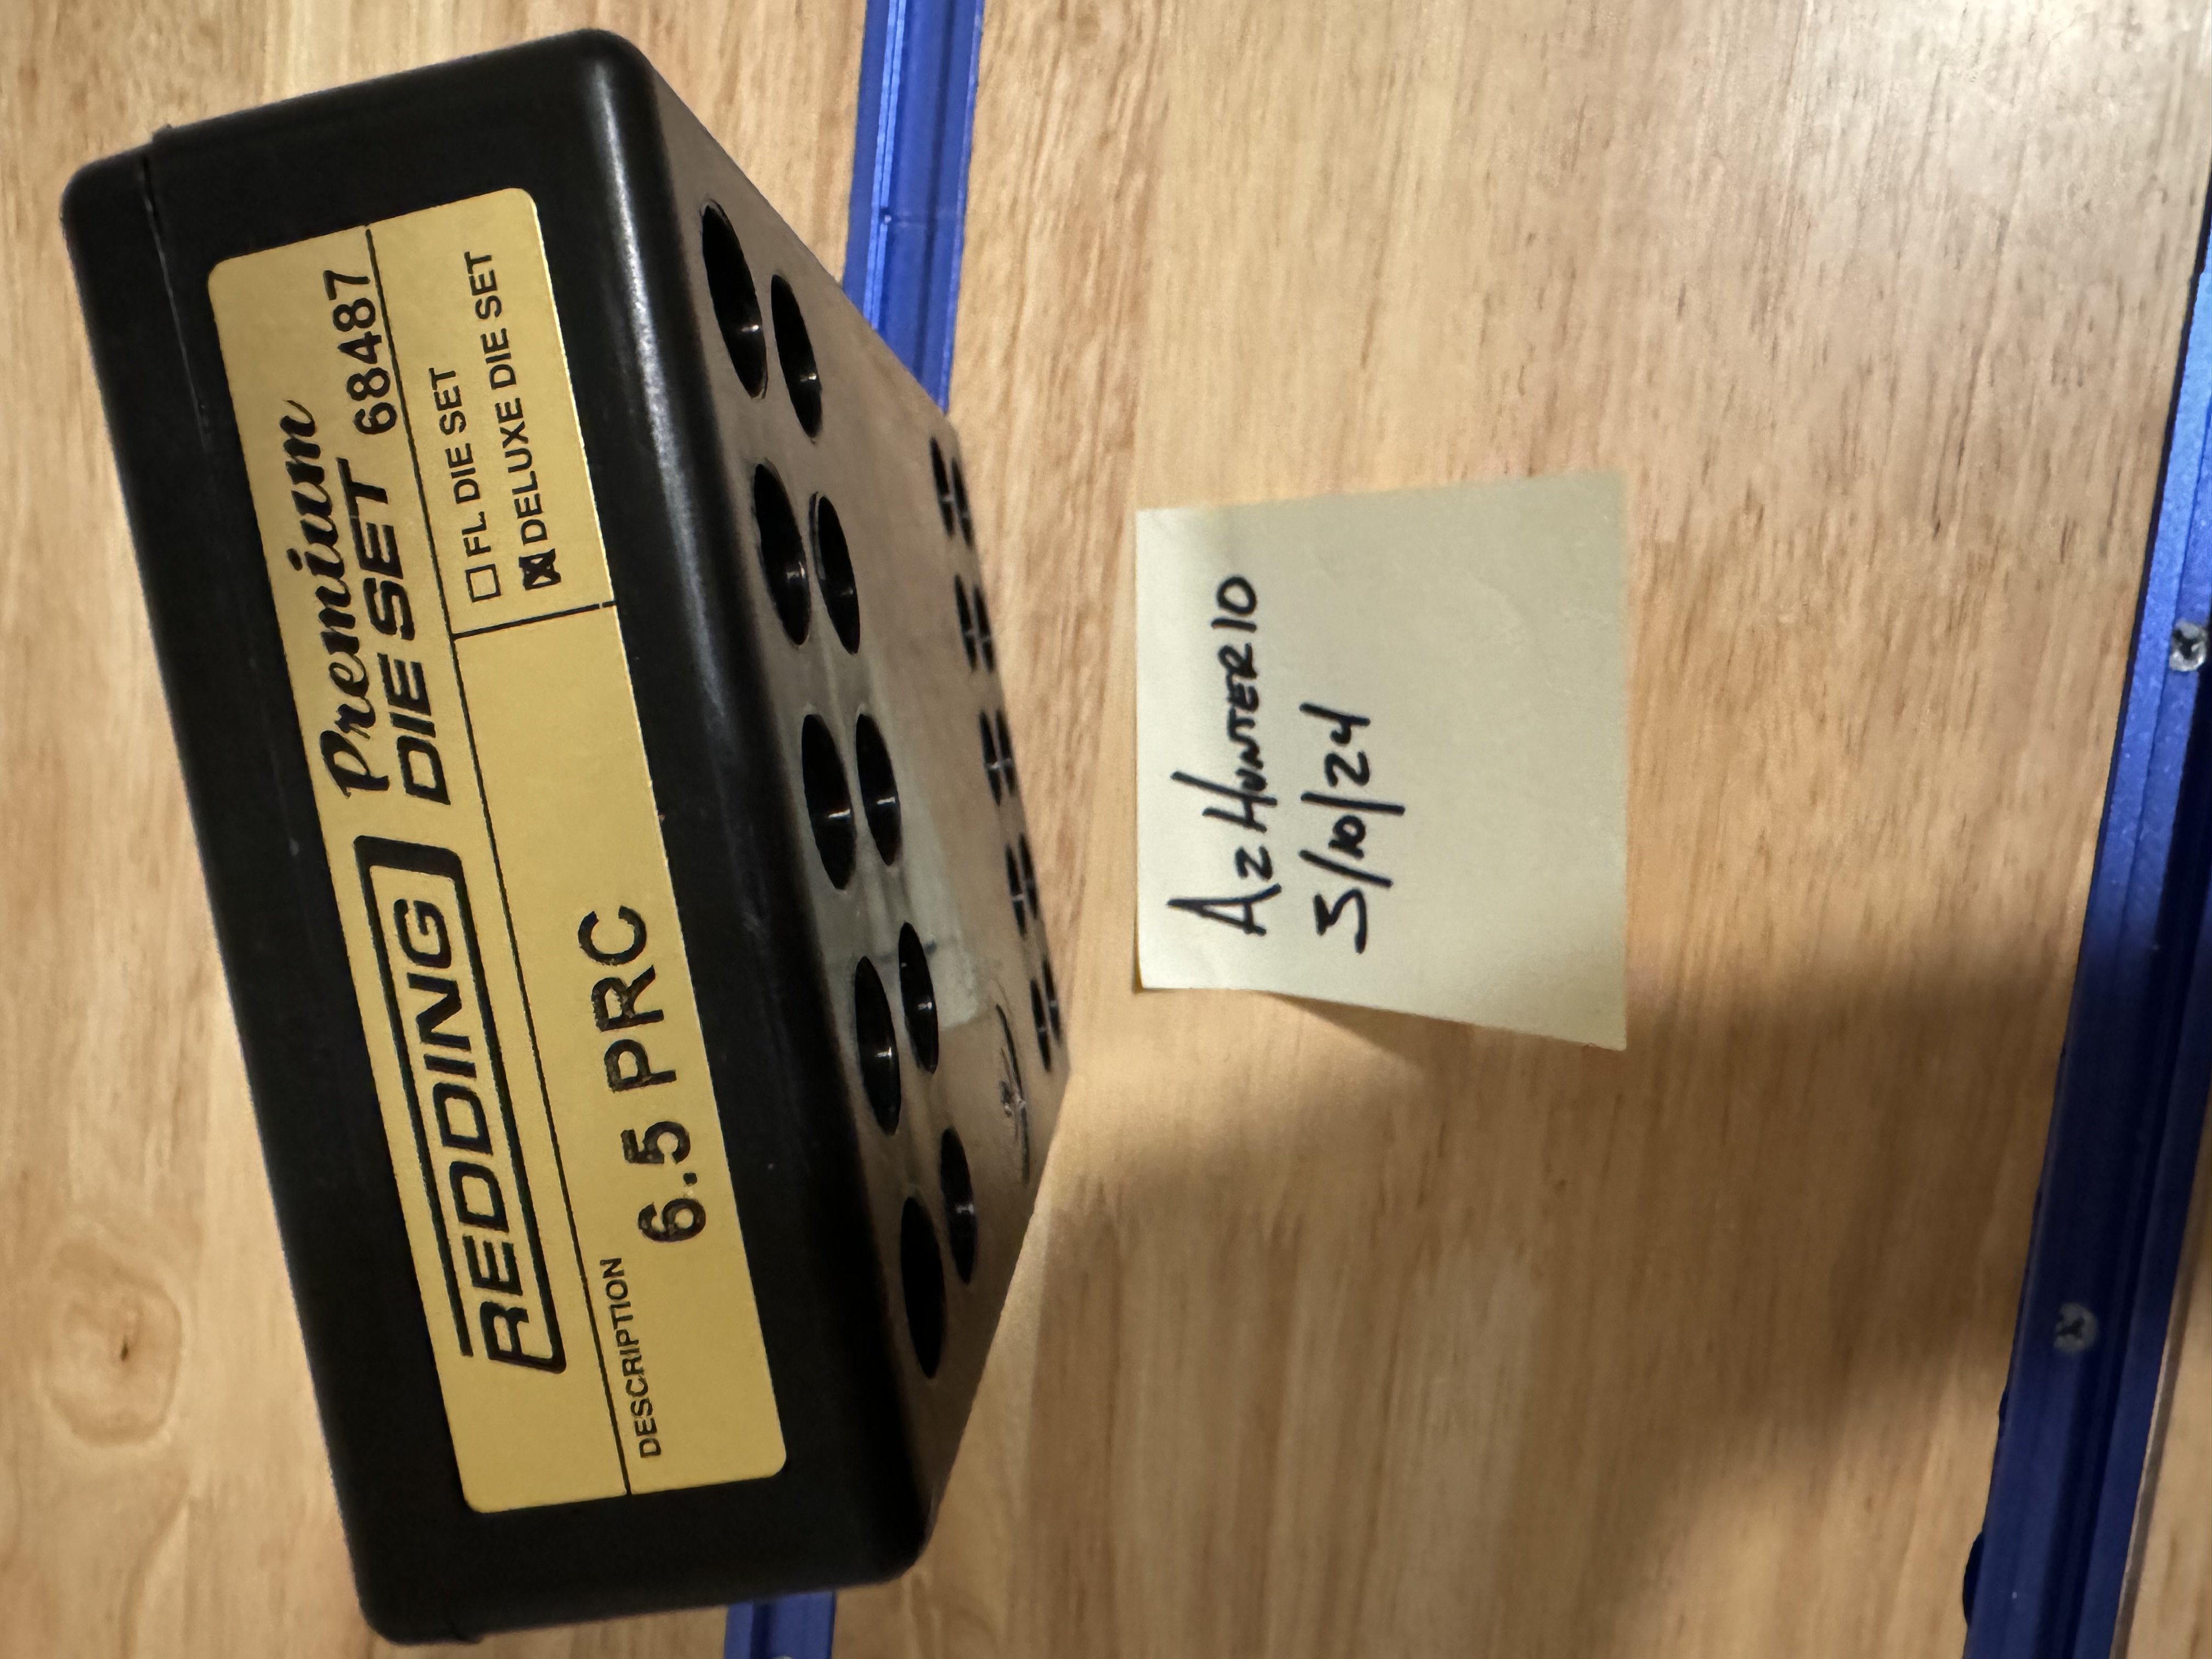 REDDING Premium
DIE SET 68487
DESCRIPTION
6.5 PRC
☐ FL DIE SET
☒ DELUXE DIE SET
AZHUNTER10
3/10/24